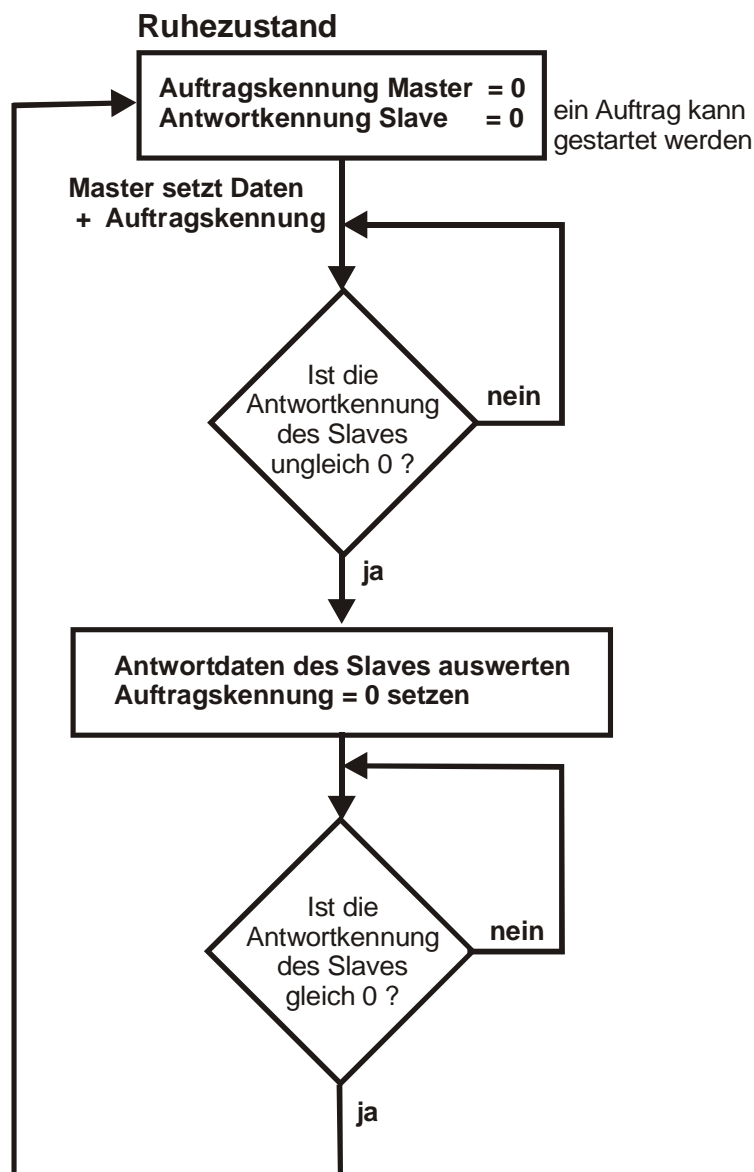 Ruhezustand
Auftragskennung Master = 0
Antwortkennung Slave = 0
ein Auftrag kann
gestartet werden
Master setzt Daten
+ Auftragskennung
Ist die
Antwortkennung
des Slaves
ungleich 0 ?
nein
ja
Antwortdaten des Slaves auswerten
Auftragskennung = 0 setzen
Ist die
Antwortkennung
des Slaves
gleich 0 ?
nein
ja